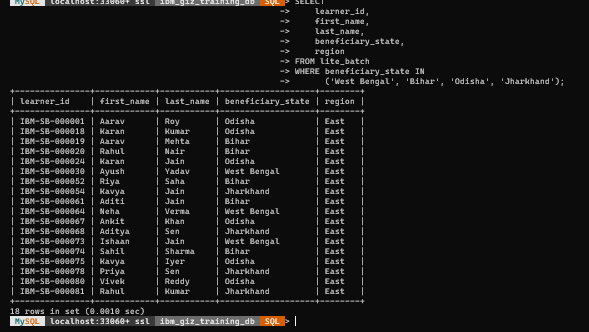 MySQL localhost:33060+ ssl ibm_giz_training_db SQL > SELECT
-> learner_id,
-> first_name,
-> last_name,
-> beneficiary_state,
-> region
-> FROM lite_batch
-> WHERE beneficiary_state IN
-> ('West Bengal', 'Bihar', 'Odisha', 'Jharkhand');
+---------------+------------+-----------+-------------------+--------+
| learner_id | first_name | last_name | beneficiary_state | region |
+---------------+------------+-----------+-------------------+--------+
| IBM-SB-000001 | Aarav | Roy | Odisha | East |
| IBM-SB-000018 | Karan | Kumar | Odisha | East |
| IBM-SB-000019 | Aarav | Mehta | Bihar | East |
| IBM-SB-000020 | Rahul | Nair | Bihar | East |
| IBM-SB-000024 | Karan | Jain | Odisha | East |
| IBM-SB-000030 | Ayush | Yadav | West Bengal | East |
| IBM-SB-000052 | Riya | Saha | Bihar | East |
| IBM-SB-000054 | Kavya | Jain | Jharkhand | East |
| IBM-SB-000061 | Aditi | Jain | Bihar | East |
| IBM-SB-000064 | Neha | Verma | West Bengal | East |
| IBM-SB-000067 | Ankit | Khan | Odisha | East |
| IBM-SB-000068 | Aditya | Sen | Jharkhand | East |
| IBM-SB-000073 | Ishaan | Jain | West Bengal | East |
| IBM-SB-000074 | Sahil | Sharma | Bihar | East |
| IBM-SB-000075 | Kavya | Iyer | Odisha | East |
| IBM-SB-000078 | Priya | Sen | Jharkhand | East |
| IBM-SB-000080 | Vivek | Reddy | Odisha | East |
| IBM-SB-000081 | Rahul | Kumar | Jharkhand | East |
+---------------+------------+-----------+-------------------+--------+
18 rows in set (0.0010 sec)
MySQL localhost:33060+ ssl ibm_giz_training_db SQL >